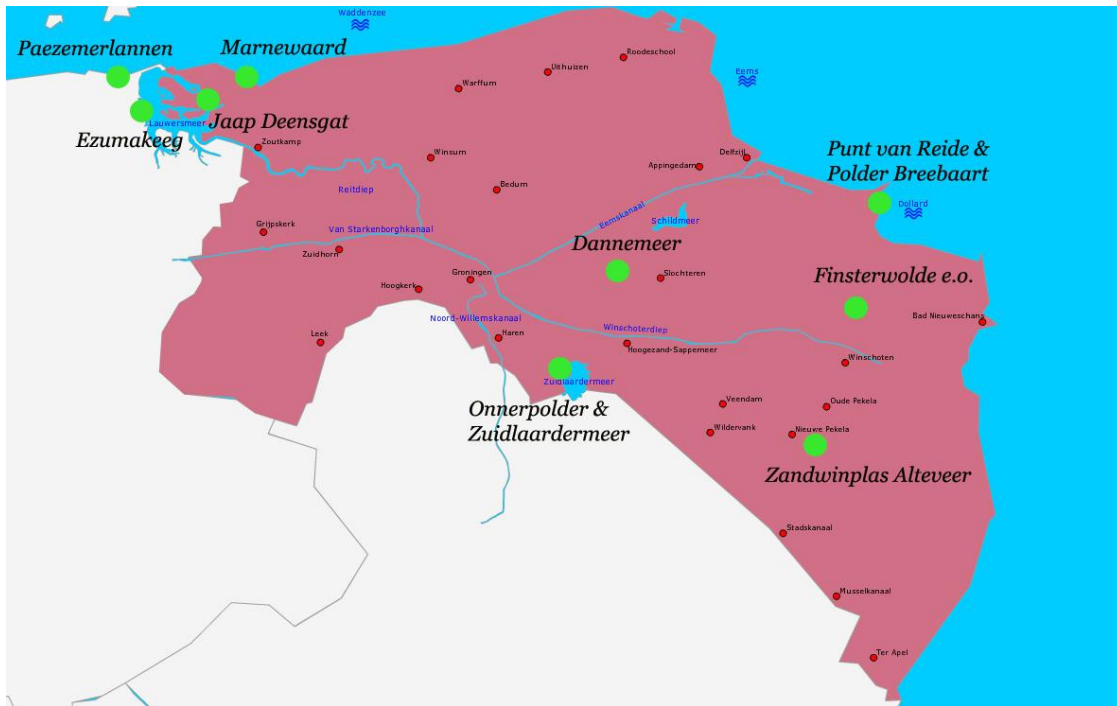 Waddenzee
Paezemerlannen
Marnewaard
Roodeschool
Uithuizen
Eems
Warffum
Lauwersmeer
Jaap Deensgat
Ezumakeeg
Zoutkamp
Winsum
Delfzijl
Appingedam
Punt van Reide &
Polder Breebaart
Reitdiep
Bedum
Dollard
Eemskanaal
Schildmeer
Grijpskerk
Van Starkenborghkanaal
Zuidhorn
Dannemeer
Groningen
Slochteren
Finsterwolde e.o.
Hoogkerk
Noord-Willemskanaal
Bad Nieuweschans
Winschoterdiep
Leek
Haren
Hoogezand-Sappemeer
Winschoten
Zuidlaardermeer
Onnerpolder &
Zuidlaardermeer
Veendam
Oude Pekela
Wildervank
Nieuwe Pekela
Zandwinplas Alteveer
Stadskanaal
Musselkanaal
Ter Apel